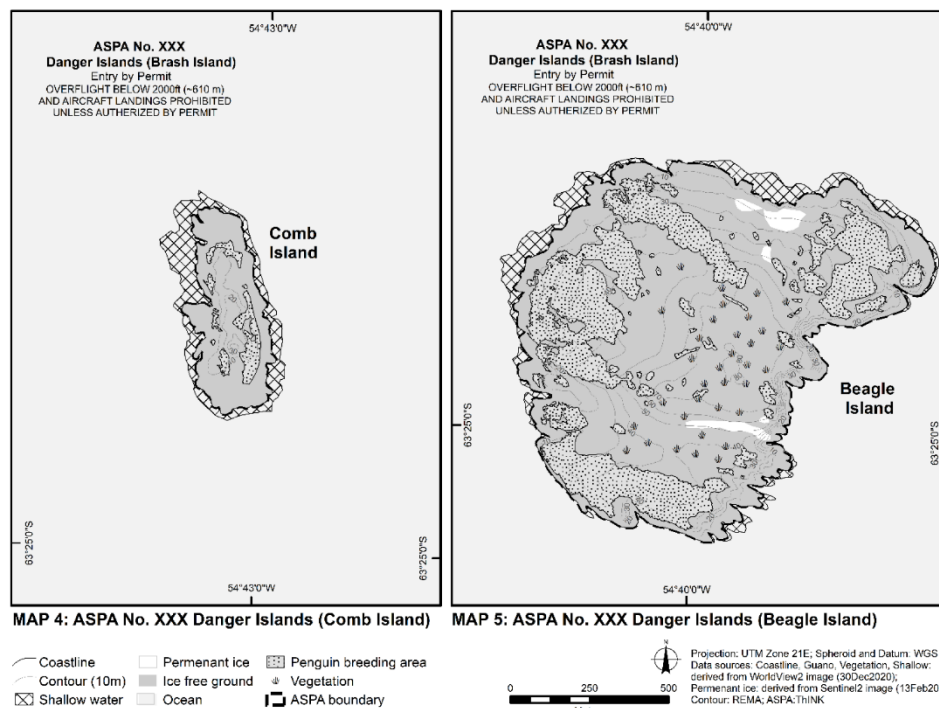 54°43'0"W
ASPA No. XXX
Danger Islands (Brash Island)
Entry by Permit
OVERFLIGHT BELOW 2000ft (~610 m)
AND AIRCRAFT LANDINGS PROHIBITED
UNLESS AUTHERIZED BY PERMIT
Comb
Island
63°25'0"S
63°25'0"S
54°43'0"W
MAP 4: ASPA No. XXX Danger Islands (Comb Island)
54°40'0"W
ASPA No. XXX
Danger Islands (Brash Island)
Entry by Permit
OVERFLIGHT BELOW 2000ft (~610 m)
AND AIRCRAFT LANDINGS PROHIBITED
UNLESS AUTHERIZED BY PERMIT
Beagle
Island
63°25'0"S
63°25'0"S
54°40'0"W
MAP 5: ASPA No. XXX Danger Islands (Beagle Island)
Coastline
Contour (10m)
Shallow water
Permenant ice
Ice free ground
Ocean
Penguin breeding area
Vegetation
ASPA boundary
N
0 250 500
Projection: UTM Zone 21E; Spheroid and Datum: WGS
Data sources: Coastline, Guano, Vegetation, Shallow:
derived from WorldView2 image (30Dec2020);
Permenant ice: derived from Sentinel2 image (13Feb20
Contour: REMA; ASPA:ThINK